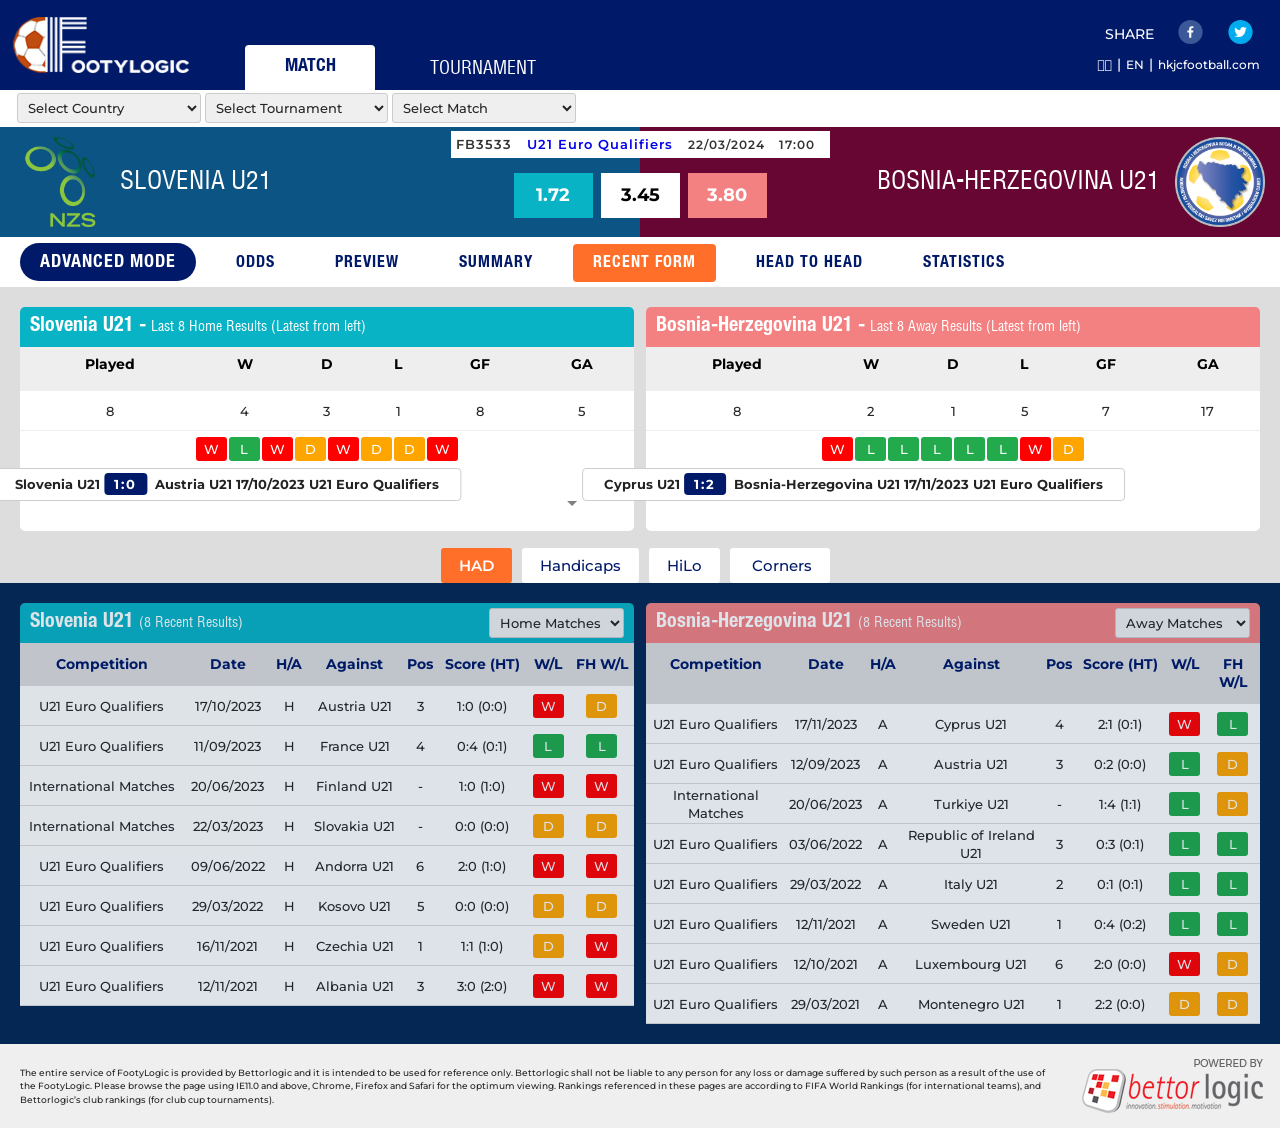 FOOTYLOGIC
MATCH
TOURNAMENT
SHARE
| EN | hkjcfootball.com
Select Country Select Tournament Select Match
FB3533 U21 Euro Qualifiers 22/03/2024 17:00
NZS
SLOVENIA U21
1.72 3.45 3.80
BOSNIA-HERZEGOVINA U21
ADVANCED MODE ODDS PREVIEW SUMMARY RECENT FORM HEAD TO HEAD STATISTICS
Slovenia U21 - Last 8 Home Results (Latest from left)
Played W D L GF GA
8 4 3 1 8 5
W L W D W D D W
Slovenia U21 1:0 Austria U21 17/10/2023 U21 Euro Qualifiers
Bosnia-Herzegovina U21 - Last 8 Away Results (Latest from left)
Played W D L GF GA
8 2 1 5 7 17
W L L L L L W D
Cyprus U21 1:2 Bosnia-Herzegovina U21 17/11/2023 U21 Euro Qualifiers
HAD Handicaps HiLo Corners
Slovenia U21 (8 Recent Results) Home Matches
Competition Date H/A Against Pos Score (HT) W/L FH W/L
U21 Euro Qualifiers 17/10/2023 H Austria U21 3 1:0 (0:0) W D
U21 Euro Qualifiers 11/09/2023 H France U21 4 0:4 (0:1) L L
International Matches 20/06/2023 H Finland U21 - 1:0 (1:0) W W
International Matches 22/03/2023 H Slovakia U21 - 0:0 (0:0) D D
U21 Euro Qualifiers 09/06/2022 H Andorra U21 6 2:0 (1:0) W W
U21 Euro Qualifiers 29/03/2022 H Kosovo U21 5 0:0 (0:0) D D
U21 Euro Qualifiers 16/11/2021 H Czechia U21 1 1:1 (1:0) D W
U21 Euro Qualifiers 12/11/2021 H Albania U21 3 3:0 (2:0) W W
Bosnia-Herzegovina U21 (8 Recent Results) Away Matches
Competition Date H/A Against Pos Score (HT) W/L FH
W/L
U21 Euro Qualifiers 17/11/2023 A Cyprus U21 4 2:1 (0:1) W L
U21 Euro Qualifiers 12/09/2023 A Austria U21 3 0:2 (0:0) L D
International
Matches 20/06/2023 A Turkiye U21 - 1:4 (1:1) L D
U21 Euro Qualifiers 03/06/2022 A Republic of Ireland
U21 3 0:3 (0:1) L L
U21 Euro Qualifiers 29/03/2022 A Italy U21 2 0:1 (0:1) L L
U21 Euro Qualifiers 12/11/2021 A Sweden U21 1 0:4 (0:2) L L
U21 Euro Qualifiers 12/10/2021 A Luxembourg U21 6 2:0 (0:0) W D
U21 Euro Qualifiers 29/03/2021 A Montenegro U21 1 2:2 (0:0) D D
The entire service of FootyLogic is provided by Bettorlogic and it is intended to be used for reference only. Bettorlogic shall not be liable to any person for any loss or damage suffered by such person as a result of the use of
the FootyLogic. Please browse the page using IE11.0 and above, Chrome, Firefox and Safari for the optimum viewing. Rankings referenced in these pages are according to FIFA World Rankings (for international teams), and
Bettorlogic's club rankings (for club cup tournaments).
POWERED BY
bettor logic
innovation.stimulation.motivation